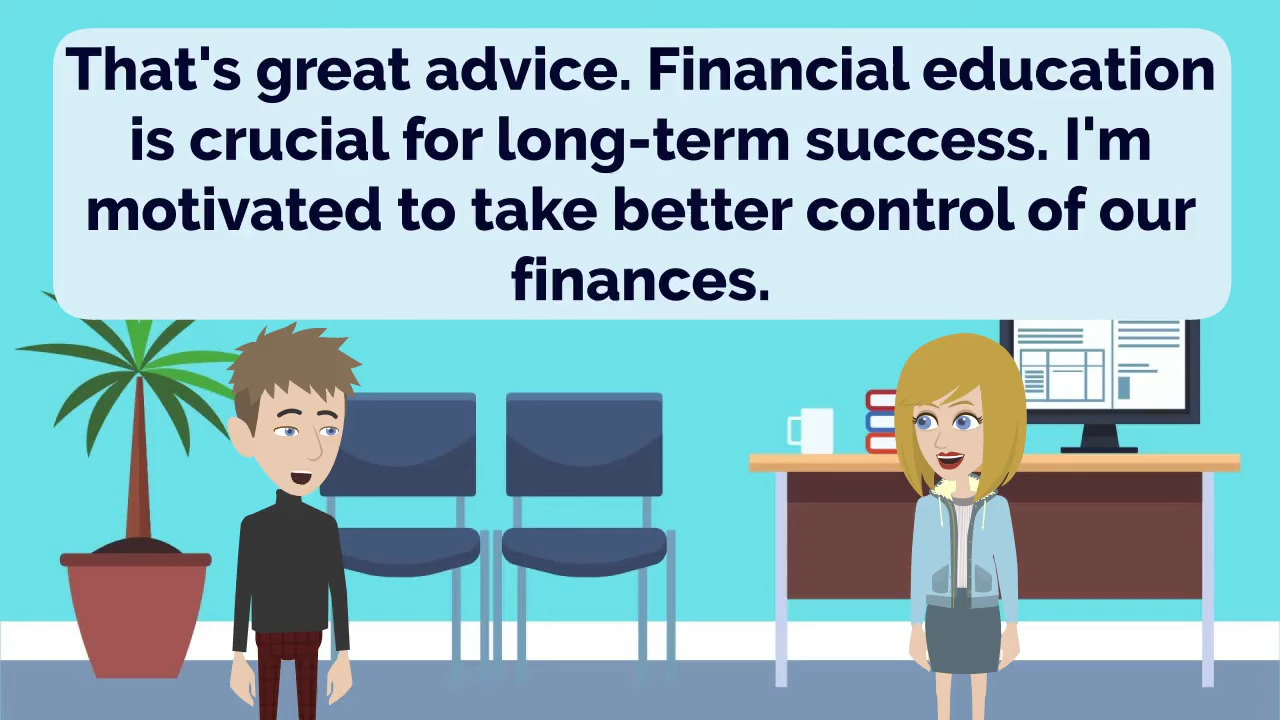 That's great advice. Financial education
is crucial for long-term success. I'm
motivated to take better control of our
finances.